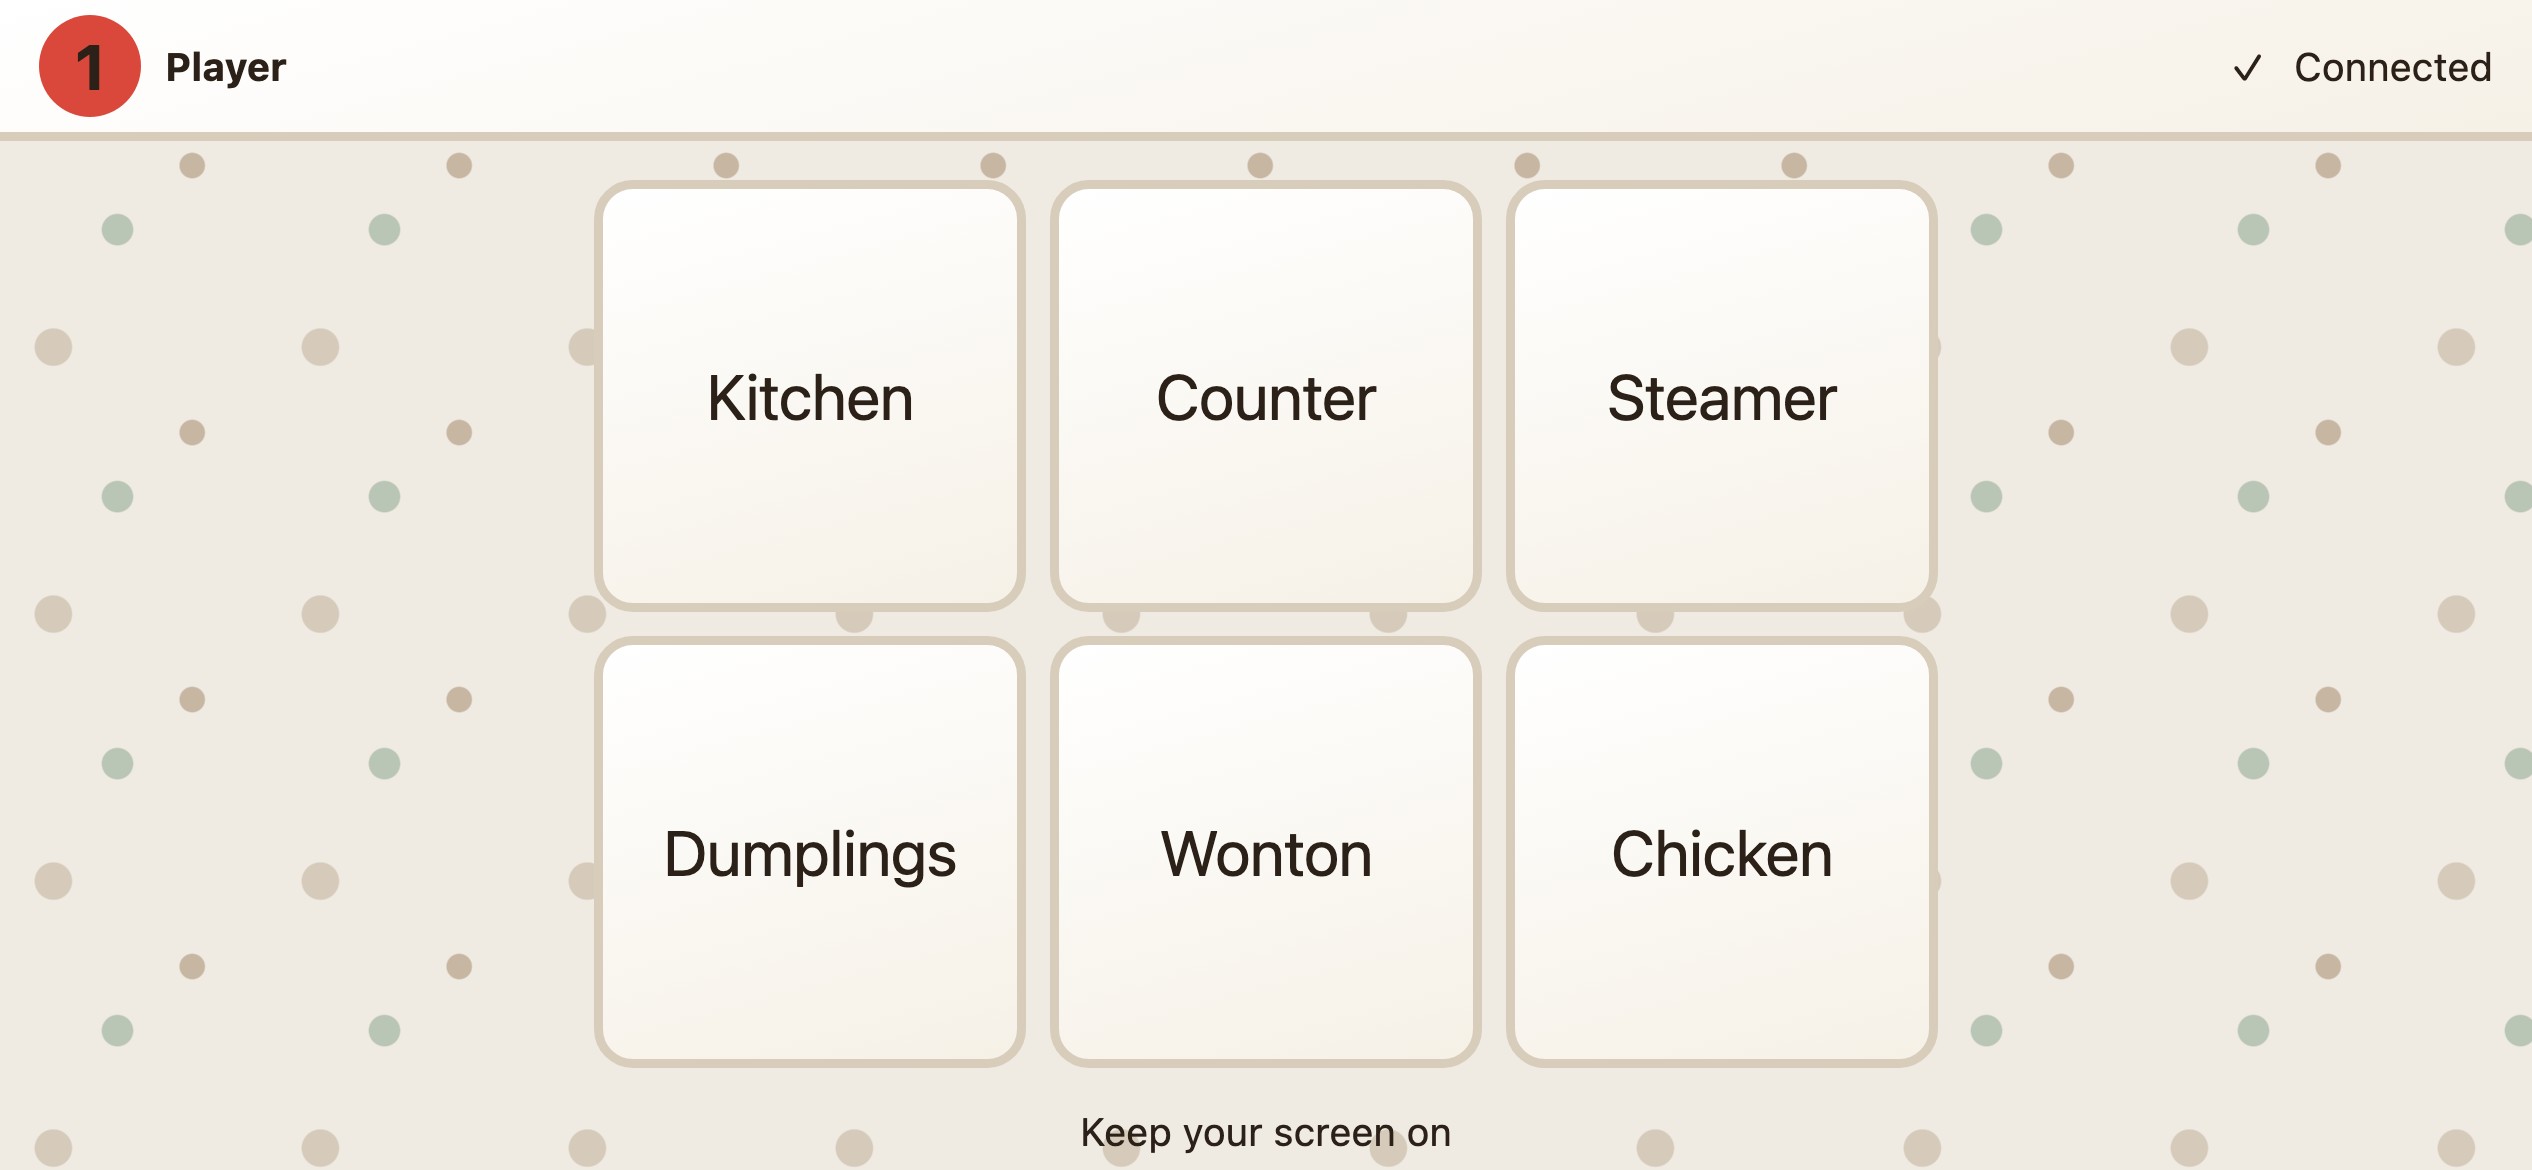 1 Player
✓ Connected
Kitchen
Counter
Steamer
Dumplings
Wonton
Chicken
Keep your screen on